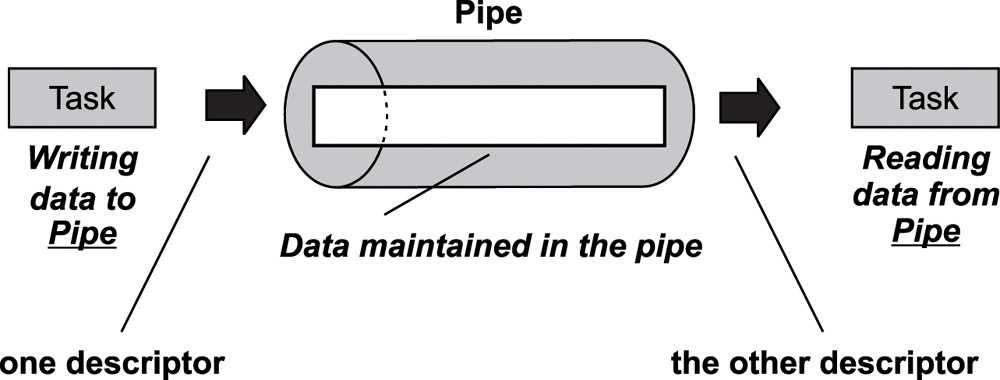 Pipe
Task
Task
Writing
data to
Pipe
Reading
data from
Pipe
Data maintained in the pipe
one descriptor
the other descriptor